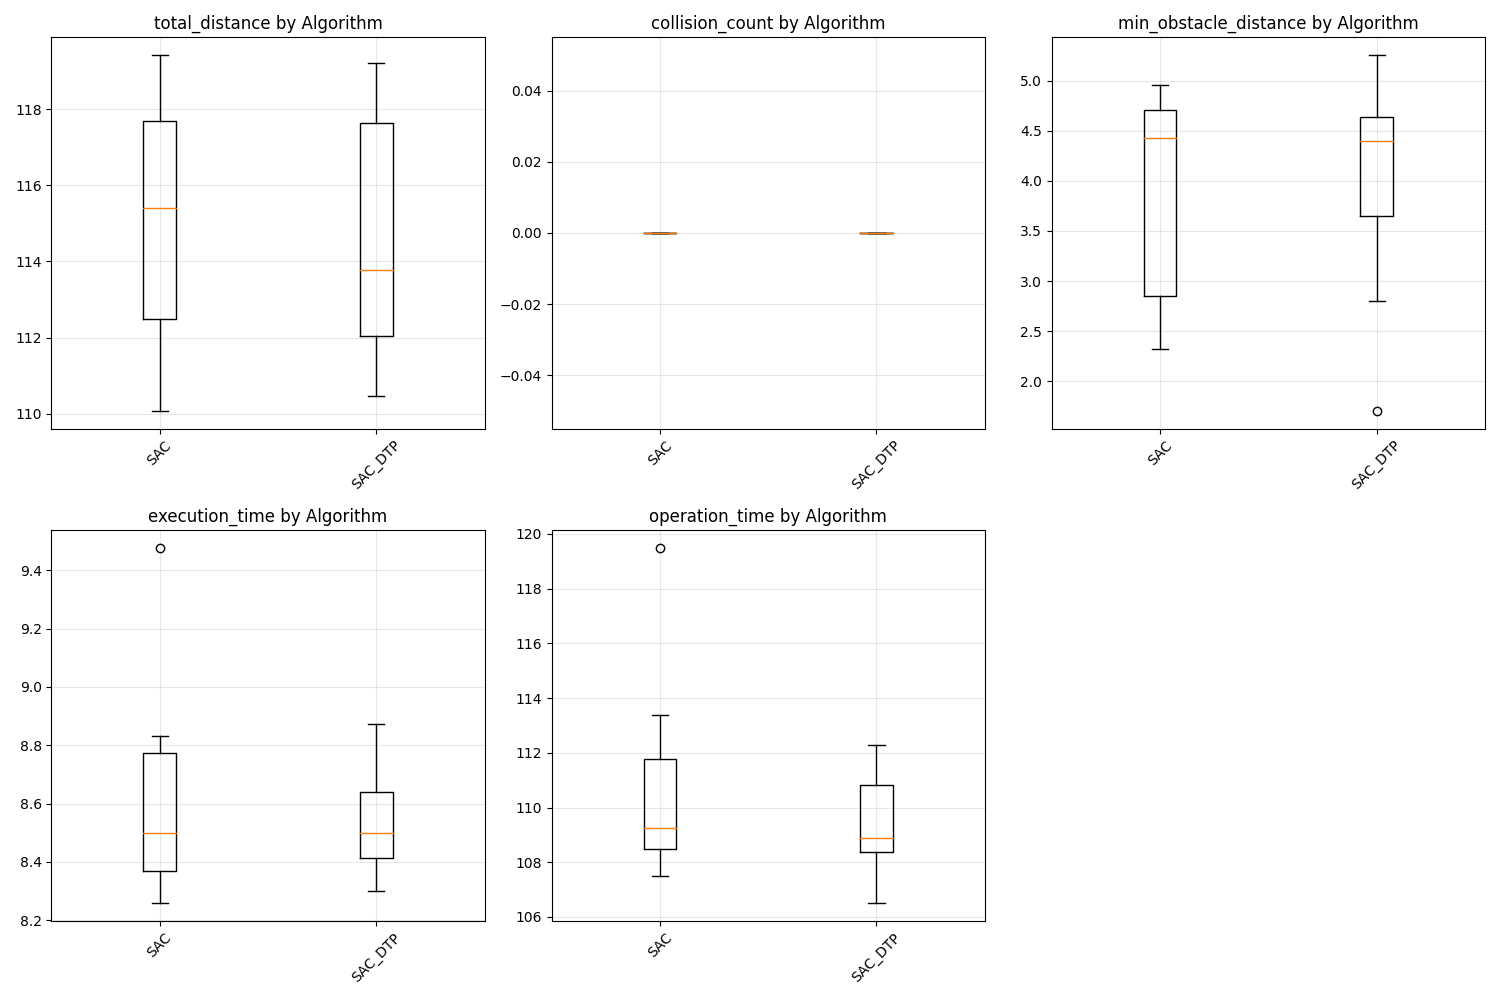 total_distance by Algorithm
118
116
114
112
110
SAC
SAC_DTP
collision_count by Algorithm
0.04
0.02
0.00
−0.02
−0.04
SAC
SAC_DTP
min_obstacle_distance by Algorithm
5.0
4.5
4.0
3.5
3.0
2.5
2.0
SAC
SAC_DTP
execution_time by Algorithm
9.4
9.2
9.0
8.8
8.6
8.4
8.2
SAC
SAC_DTP
operation_time by Algorithm
120
118
116
114
112
110
108
106
SAC
SAC_DTP